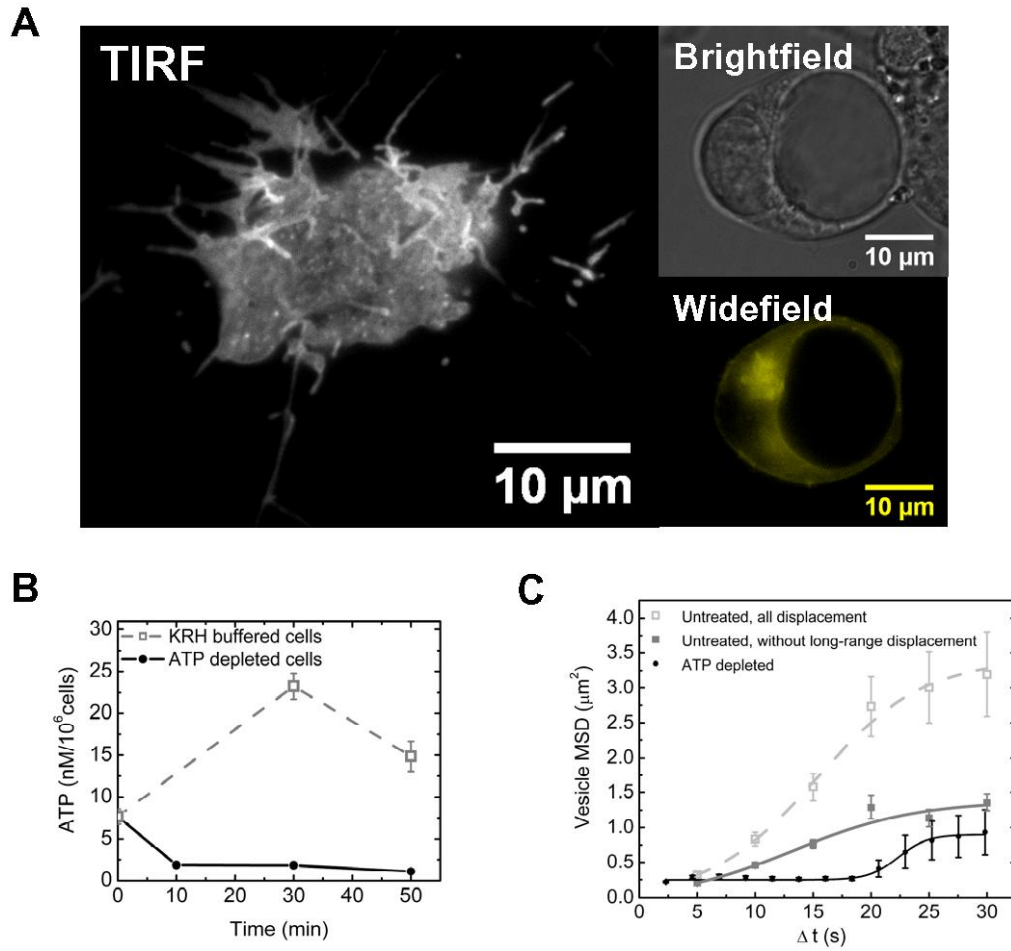 A
TIRF
10 µm
Brightfield
10 µm
Widefield
10 µm
B
ATP (nM/10⁶cells)
30
25
20
15
10
5
0
KRH buffered cells
ATP depleted cells
0 10 20 30 40 50
Time (min)
C
Vesicle MSD (µm²)
4.0
3.5
3.0
2.5
2.0
1.5
1.0
0.5
0.0
Untreated, all displacement
Untreated, without long-range displacement
ATP depleted
0 5 10 15 20 25 30
Δ t (s)